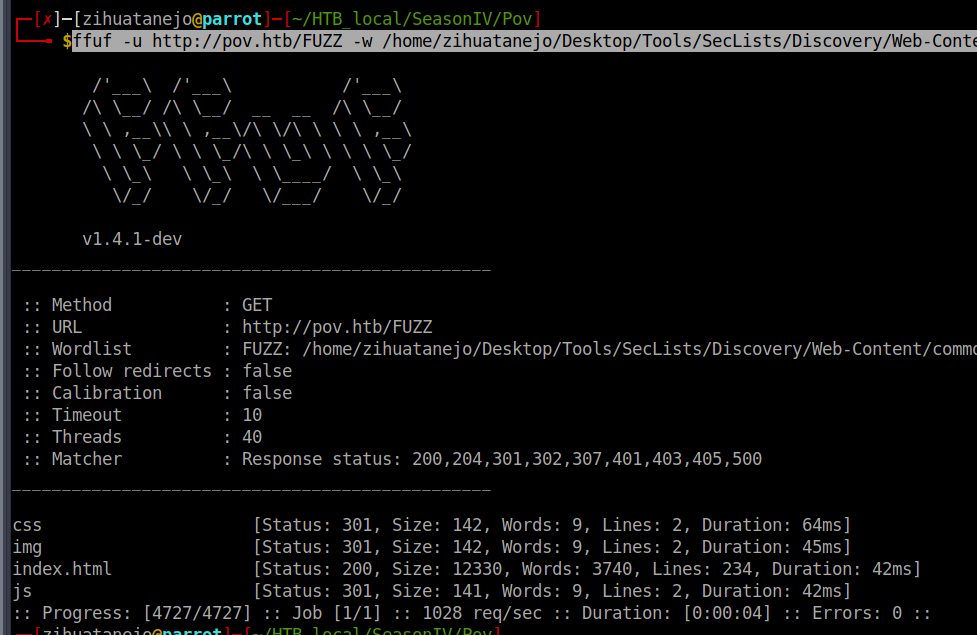 ┌─[✗]─[zihuatanejo@parrot]─[~/HTB_local/SeasonIV/Pov]
└──╼ $ffuf -u http://pov.htb/FUZZ -w /home/zihuatanejo/Desktop/Tools/SecLists/Discovery/Web-Conte
        /'___\  /'___\           /'___\
       /\ \__/ /\ \__/  __  __  /\ \__/
       \ \ ,__\\ \ ,__\/\ \/\ \ \ \ ,__\
        \ \ \_/ \ \ \_/\ \ \_\ \ \ \ \_/
         \ \_\   \ \_\  \ \____/  \ \_\
          \/_/    \/_/   \/___/    \/_/
       v1.4.1-dev
________________________________________________
 :: Method           : GET
 :: URL              : http://pov.htb/FUZZ
 :: Wordlist         : FUZZ: /home/zihuatanejo/Desktop/Tools/SecLists/Discovery/Web-Content/commo
 :: Follow redirects : false
 :: Calibration      : false
 :: Timeout          : 10
 :: Threads          : 40
 :: Matcher          : Response status: 200,204,301,302,307,401,403,405,500
________________________________________________
css                     [Status: 301, Size: 142, Words: 9, Lines: 2, Duration: 64ms]
img                     [Status: 301, Size: 142, Words: 9, Lines: 2, Duration: 45ms]
index.html              [Status: 200, Size: 12330, Words: 3740, Lines: 234, Duration: 42ms]
js                      [Status: 301, Size: 141, Words: 9, Lines: 2, Duration: 42ms]
:: Progress: [4727/4727] :: Job [1/1] :: 1028 req/sec :: Duration: [0:00:04] :: Errors: 0 ::
┌─[zihuatanejo@parrot]─[~/HTB_local/SeasonIV/Pov]